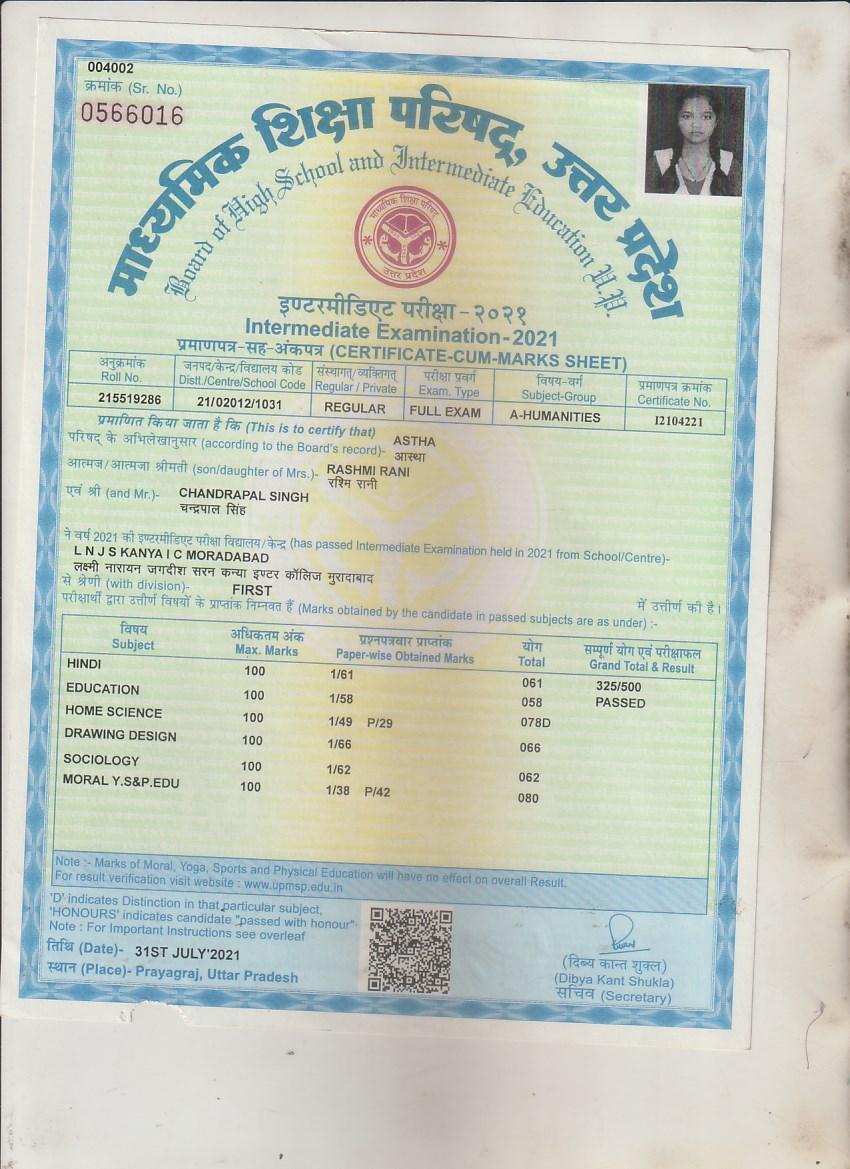 004002
क्रमांक (Sr. No.)
0566016
माध्यमिक शिक्षा परिषद्, उत्तर प्रदेश
Board of High School and Intermediate Education U.P.
माध्यमिक शिक्षा परिषद
उत्तर प्रदेश
इण्टरमीडिएट परीक्षा - २०२१
Intermediate Examination - 2021
प्रमाणपत्र-सह-अंकपत्र (CERTIFICATE-CUM-MARKS SHEET)
अनुक्रमांक जनपद/केन्द्र/विद्यालय कोड संस्थागत/व्यक्तिगत परीक्षा प्रवर्ग विषय-वर्ग प्रमाणपत्र क्रमांक
Roll No. Distt./Centre/School Code Regular / Private Exam. Type Subject-Group Certificate No.
215519286 21/02012/1031 REGULAR FULL EXAM A-HUMANITIES I2104221
प्रमाणित किया जाता है कि (This is to certify that)
परिषद के अभिलेखानुसार (according to the Board's record)- ASTHA
आस्था
आत्मज/आत्मजा श्रीमती (son/daughter of Mrs.)- RASHMI RANI
रश्मि रानी
एवं श्री (and Mr.)- CHANDRAPAL SINGH
चन्द्रपाल सिंह
ने वर्ष 2021 की इण्टरमीडिएट परीक्षा विद्यालय/केन्द्र (has passed Intermediate Examination held in 2021 from School/Centre)-
L N J S KANYA I C MORADABAD
लक्ष्मी नारायन जगदीश सरन कन्या इण्टर कॉलिज मुरादाबाद
से श्रेणी (with division)- FIRST में उत्तीर्ण की है।
परीक्षार्थी द्वारा उत्तीर्ण विषयों के प्राप्तांक निम्नवत हैं (Marks obtained by the candidate in passed subjects are as under) :-
विषय अधिकतम अंक प्रश्नपत्रवार प्राप्तांक योग सम्पूर्ण योग एवं परीक्षाफल
Subject Max. Marks Paper-wise Obtained Marks Total Grand Total & Result
HINDI 100 1/61 061 325/500
EDUCATION 100 1/58 058 PASSED
HOME SCIENCE 100 1/49 P/29 078D
DRAWING DESIGN 100 1/66 066
SOCIOLOGY 100 1/62 062
MORAL Y.S&P.EDU 100 1/38 P/42 080
Note :- Marks of Moral, Yoga, Sports and Physical Education will have no effect on overall Result.
For result verification visit website : www.upmsp.edu.in
'D' indicates Distinction in that particular subject,
'HONOURS' indicates candidate "passed with honour"
Note : For Important Instructions see overleaf
तिथि (Date)- 31ST JULY'2021
स्थान (Place)- Prayagraj, Uttar Pradesh
(दिब्य कान्त शुक्ल)
(Dibya Kant Shukla)
सचिव (Secretary)